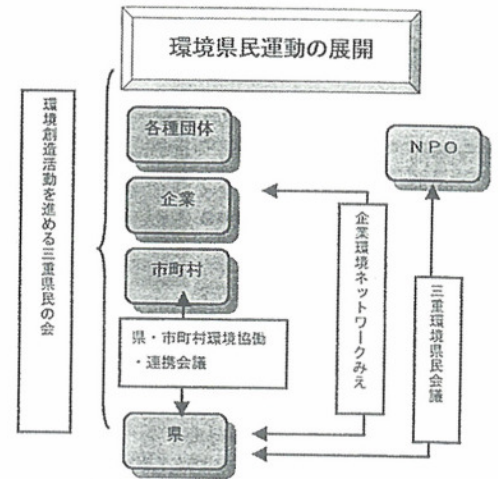 環境県民運動の展開
環境創造活動を進める三重県民の会
各種団体
NPO
企業
市町村
企業環境ネットワークみえ
三重環境県民会議
県・市町村環境協働
・連携会議
県